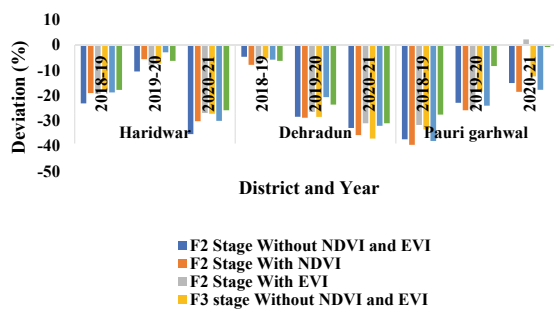 10
0
-10
-20
-30
-40
-50
Deviation (%)
2018-19
2019-20
2020-21
2018-19
2019-20
2020-21
2018-19
2019-20
2020-21
Haridwar Dehradun Pauri garhwal
District and Year
F2 Stage Without NDVI and EVI
F2 Stage With NDVI
F2 Stage With EVI
F3 stage Without NDVI and EVI